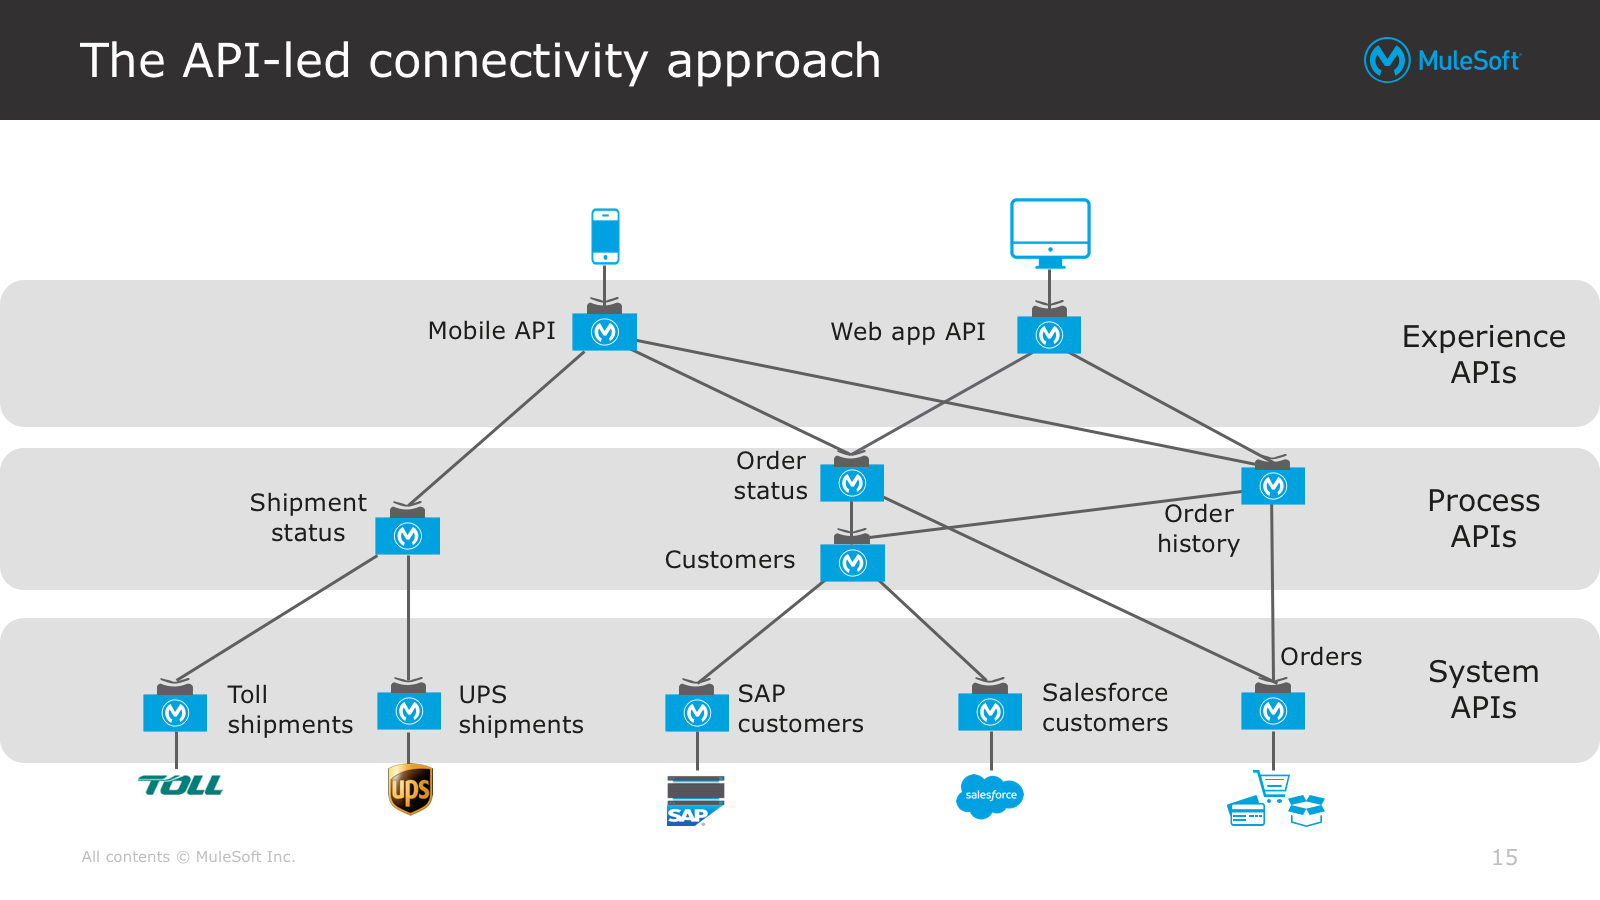 The API-led connectivity approach
MuleSoft
Mobile API
Web app API
Experience
APIs
Order
status
Shipment
status
Order
history
Process
APIs
Customers
Orders
Toll
shipments
UPS
shipments
SAP
customers
Salesforce
customers
System
APIs
TOLL
ups
SAP
salesforce
All contents © MuleSoft Inc.
15